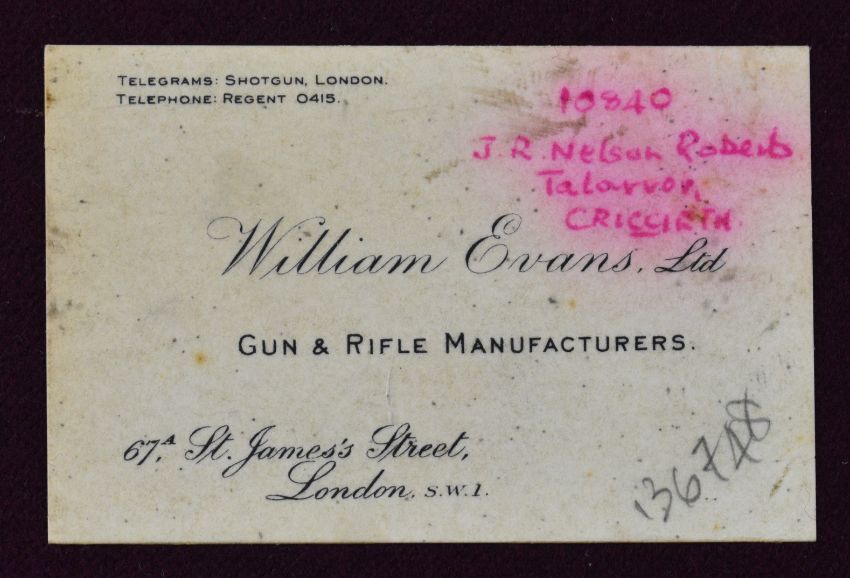 TELEGRAMS: SHOTGUN, LONDON.
TELEPHONE: REGENT 0415.
10840
J. R. Nelson Roberts
Talarvor,
CRICCIETH.
William Evans, Ltd
GUN & RIFLE MANUFACTURERS.
67A, St. James's Street,
London, S.W.1.
136748